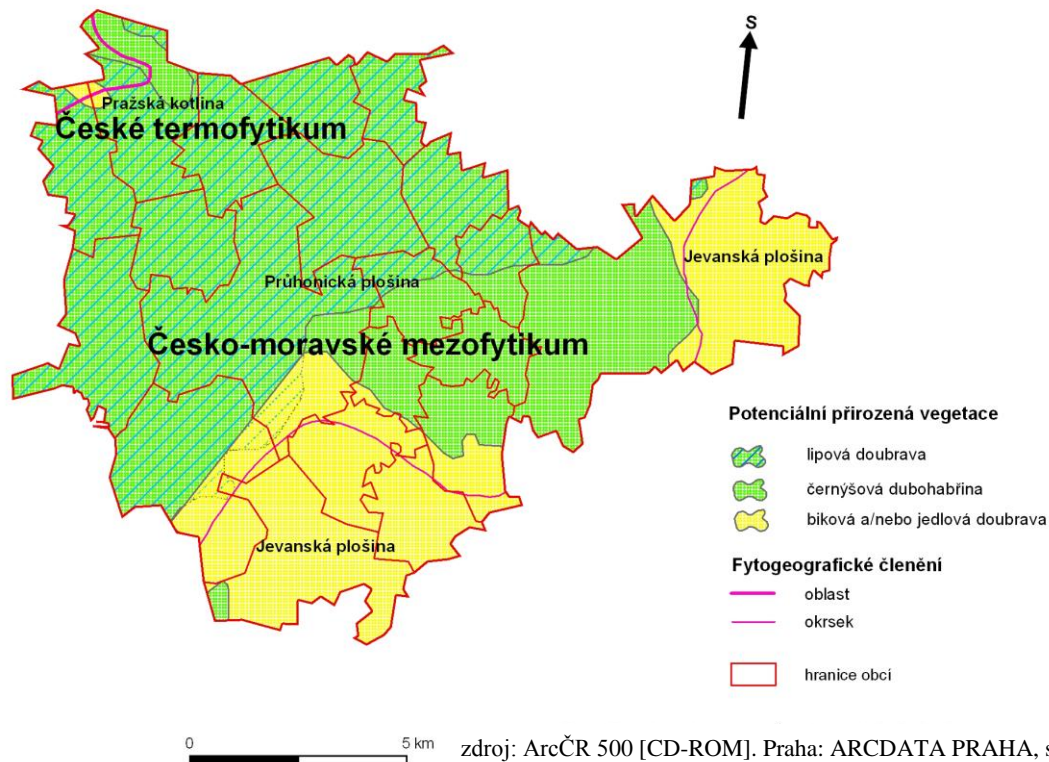 S
Pražská kotlina
České termofytikum
Jevanská plošina
Průhonická plošina
Česko-moravské mezofytikum
Jevanská plošina
Potenciální přirozená vegetace
lipová doubrava
černýšová dubohabřina
biková a/nebo jedlová doubrava
Fytogeografické členění
oblast
okrsek
hranice obcí
0 5 km
zdroj: ArcČR 500 [CD-ROM]. Praha: ARCDATA PRAHA, s